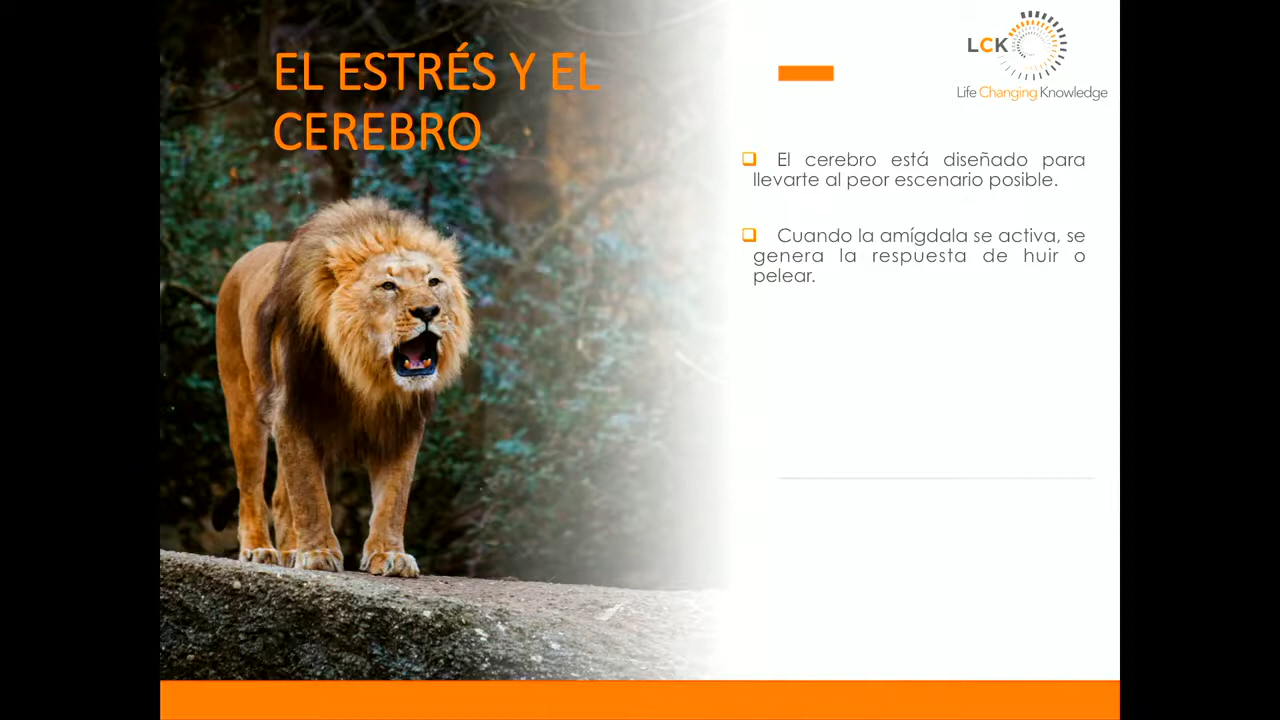 EL ESTRÉS Y EL
CEREBRO
LCK
Life Changing Knowledge
El cerebro está diseñado para
llevarte al peor escenario posible.
Cuando la amígdala se activa, se
genera la respuesta de huir o
pelear.